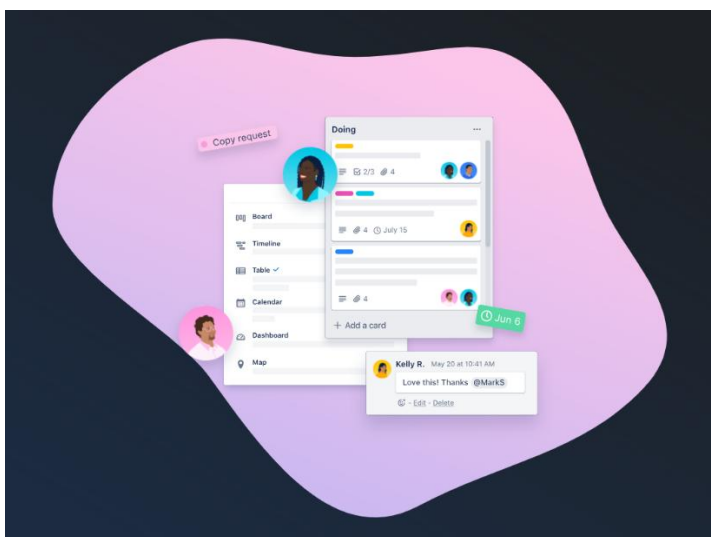 Copy request
Doing
2/3 4
4 July 15
4
Add a card
Jun 6
Board
Timeline
Table
Calendar
Dashboard
Map
Kelly R. May 20 at 10:41 AM
Love this! Thanks @MarkS
- Edit - Delete